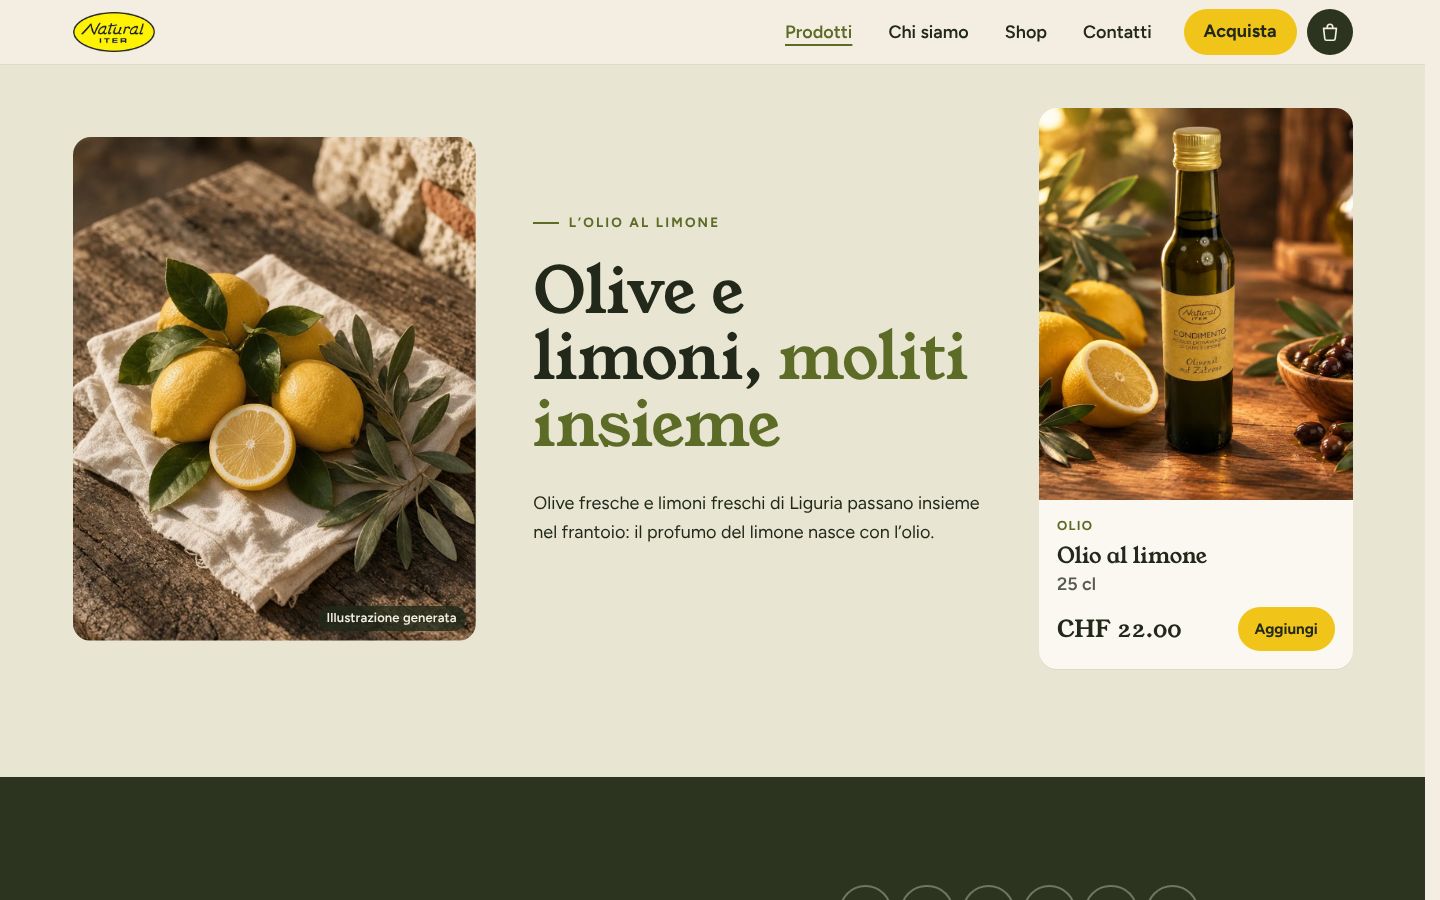 Natural
ITER
Prodotti
Chi siamo
Shop
Contatti
Acquista
Illustrazione generata
L’OLIO AL LIMONE
Olive e
limoni, moliti
insieme
Olive fresche e limoni freschi di Liguria passano insieme
nel frantoio: il profumo del limone nasce con l’olio.
Natural
ITER
CONDIMENTO
OLIO
Olio al limone
25 cl
CHF 22.00
Aggiungi